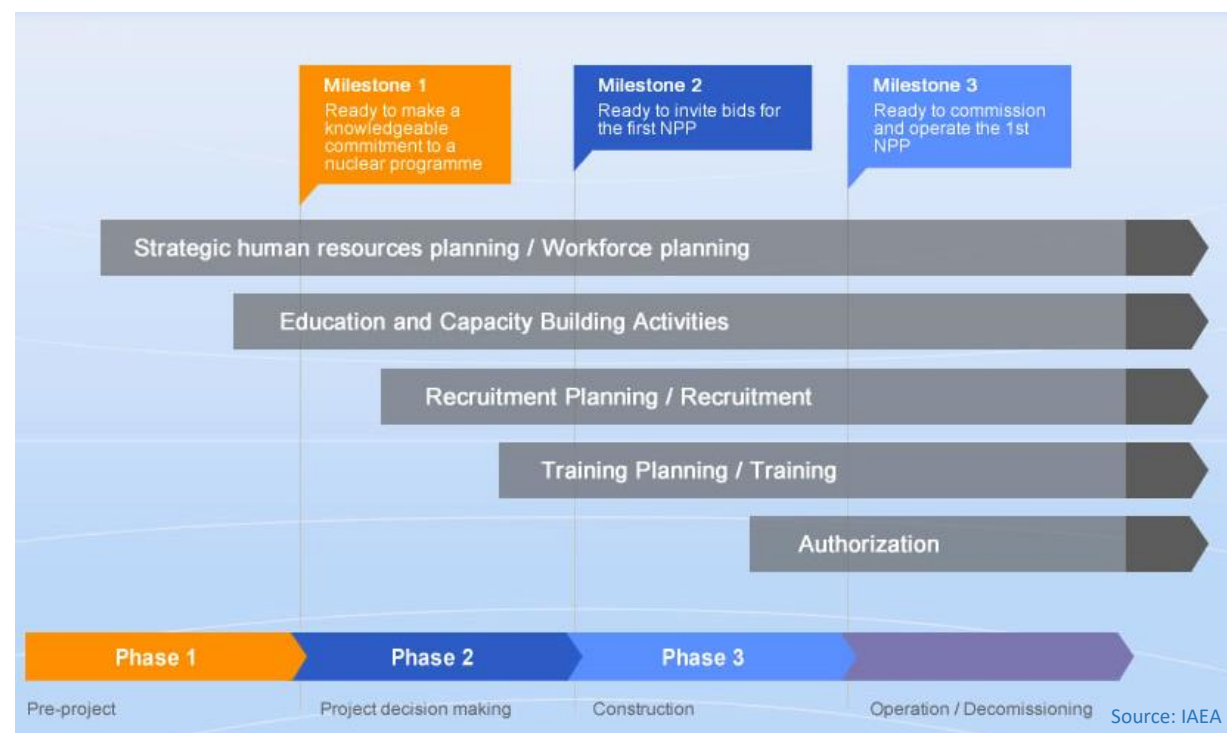 Milestone 1
Ready to make a
knowledgeable
commitment to a
nuclear programme
Milestone 2
Ready to invite bids for
the first NPP
Milestone 3
Ready to commission
and operate the 1st
NPP
Strategic human resources planning / Workforce planning
Education and Capacity Building Activities
Recruitment Planning / Recruitment
Training Planning / Training
Authorization
Phase 1
Phase 2
Phase 3
Pre-project
Project decision making
Construction
Operation / Decomissioning
Source: IAEA